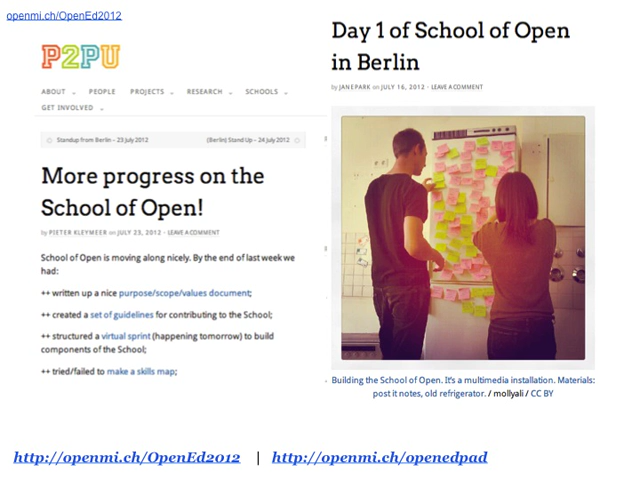 openmi.ch/OpenEd2012
P2PU
ABOUT PEOPLE PROJECTS RESEARCH SCHOOLS
GET INVOLVED
Standup from Berlin – 23 July 2012 (Berlin) Stand Up – 24 July 2012
More progress on the
School of Open!
by PIETER KLEYMEER on JULY 23, 2012 · LEAVE A COMMENT
School of Open is moving along nicely. By the end of last week we
had:
++ written up a nice purpose/scope/values document;
++ created a set of guidelines for contributing to the School;
++ structured a virtual sprint (happening tomorrow) to build
components of the School;
++ tried/failed to make a skills map;
Day 1 of School of Open
in Berlin
by JANEPARK on JULY 16, 2012 · LEAVE A COMMENT
Building the School of Open. It's a multimedia installation. Materials:
post it notes, old refrigerator. / mollyali / CC BY
http://openmi.ch/OpenEd2012 | http://openmi.ch/openedpad